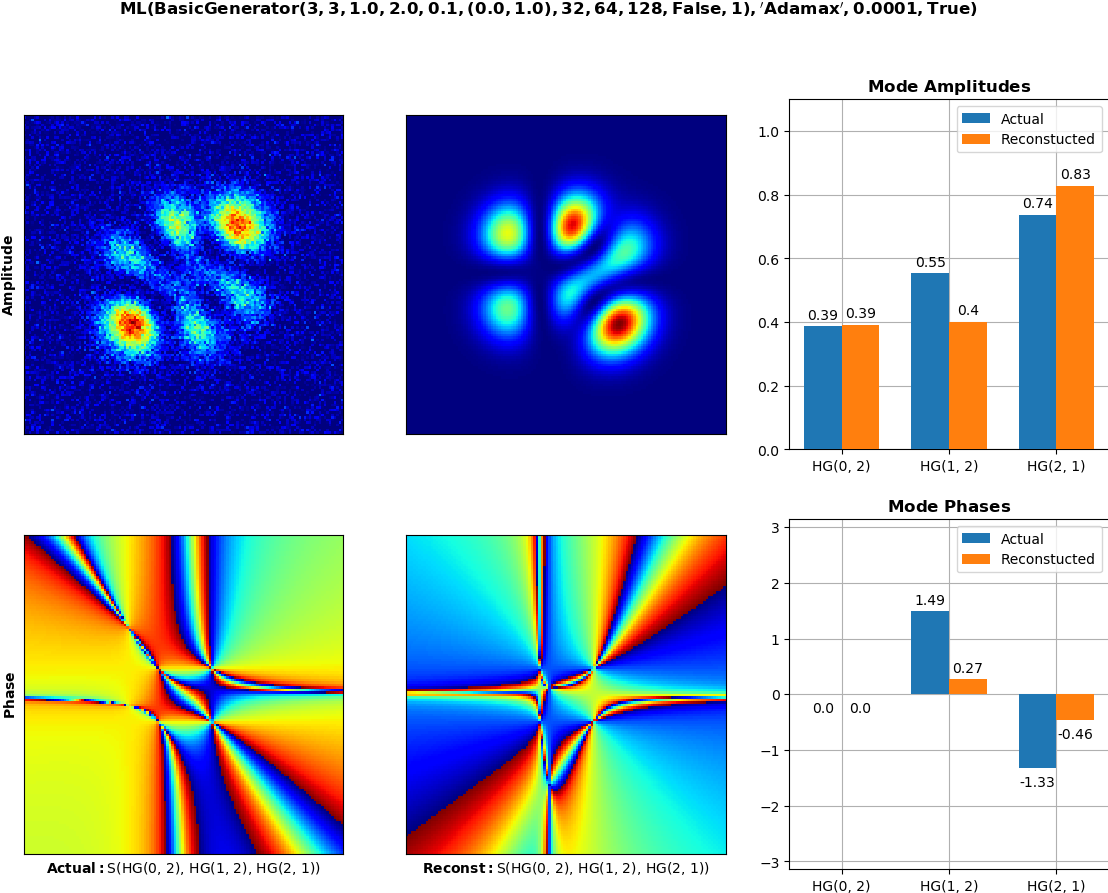 ML(BasicGenerator(3, 3, 1.0, 2.0, 0.1, (0.0, 1.0), 32, 64, 128, False, 1), 'Adamax', 0.0001, True)
Mode Amplitudes
Actual
Reconstucted
1.0
0.8
0.6
0.4
0.2
0.0
0.39
0.39
0.55
0.4
0.74
0.83
HG(0, 2)
HG(1, 2)
HG(2, 1)
Amplitude
Mode Phases
Actual
Reconstucted
3
2
1
0
−1
−2
−3
0.0
0.0
1.49
0.27
-1.33
-0.46
HG(0, 2)
HG(1, 2)
HG(2, 1)
Phase
Actual: S(HG(0, 2), HG(1, 2), HG(2, 1))
Reconst: S(HG(0, 2), HG(1, 2), HG(2, 1))